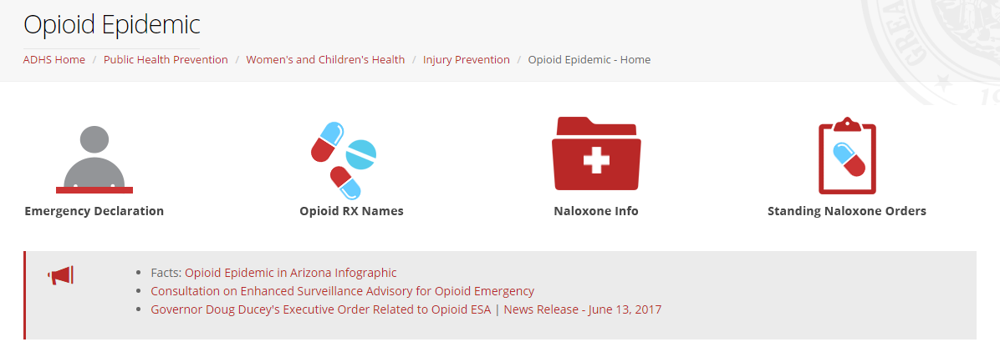 Opioid Epidemic
ADHS Home / Public Health Prevention / Women's and Children's Health / Injury Prevention / Opioid Epidemic - Home
GREA
19
Emergency Declaration
Opioid RX Names
Naloxone Info
Standing Naloxone Orders
Facts: Opioid Epidemic in Arizona Infographic
Consultation on Enhanced Surveillance Advisory for Opioid Emergency
Governor Doug Ducey's Executive Order Related to Opioid ESA | News Release - June 13, 2017